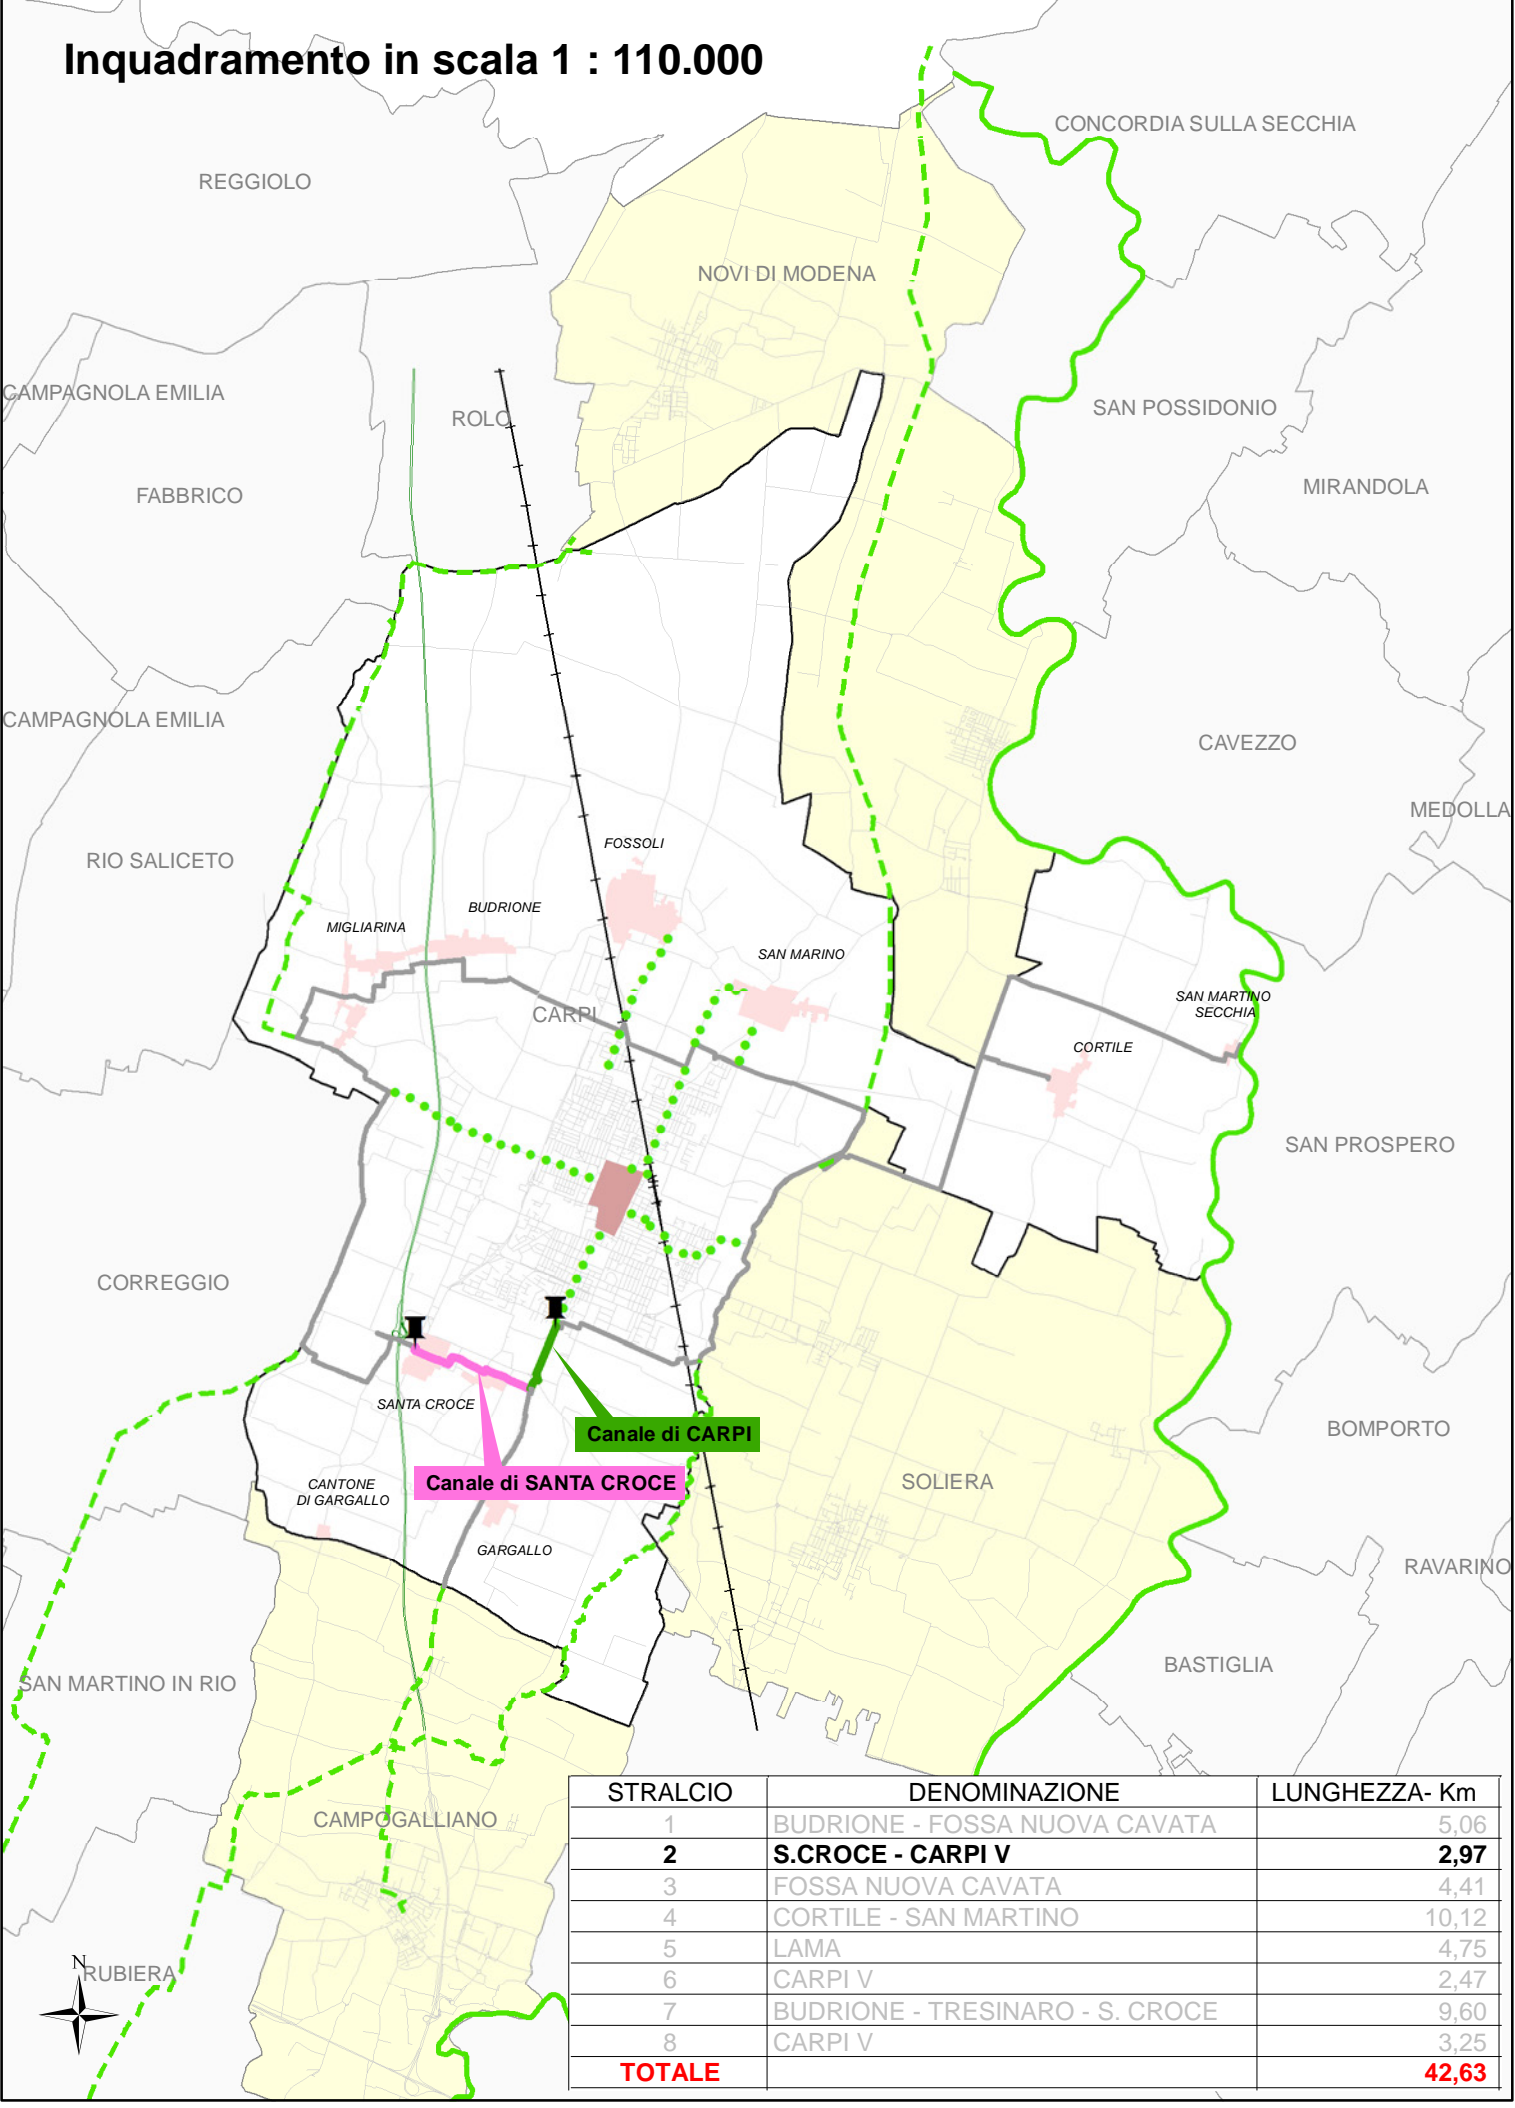 Inquadramento in scala 1 : 110.000
CONCORDIA SULLA SECCHIA
REGGIOLO
NOVI DI MODENA
CAMPAGNOLA EMILIA
ROLO
SAN POSSIDONIO
FABBRICO
MIRANDOLA
CAMPAGNOLA EMILIA
CAVEZZO
MEDOLLA
RIO SALICETO
FOSSOLI
BUDRIONE
MIGLIARINA
SAN MARINO
CARPI
SAN MARTINO
SECCHIA
CORTILE
SAN PROSPERO
CORREGGIO
SANTA CROCE
Canale di CARPI
BOMPORTO
Canale di SANTA CROCE
SOLIERA
CANTONE
DI GARGALLO
GARGALLO
RAVARINO
SAN MARTINO IN RIO
BASTIGLIA
CAMPOGALLIANO
RUBIERA
N
STRALCIO DENOMINAZIONE LUNGHEZZA- Km
1 BUDRIONE - FOSSA NUOVA CAVATA 5,06
2 S.CROCE - CARPI V 2,97
3 FOSSA NUOVA CAVATA 4,41
4 CORTILE - SAN MARTINO 10,12
5 LAMA 4,75
6 CARPI V 2,47
7 BUDRIONE - TRESINARO - S. CROCE 9,60
8 CARPI V 3,25
TOTALE 42,63